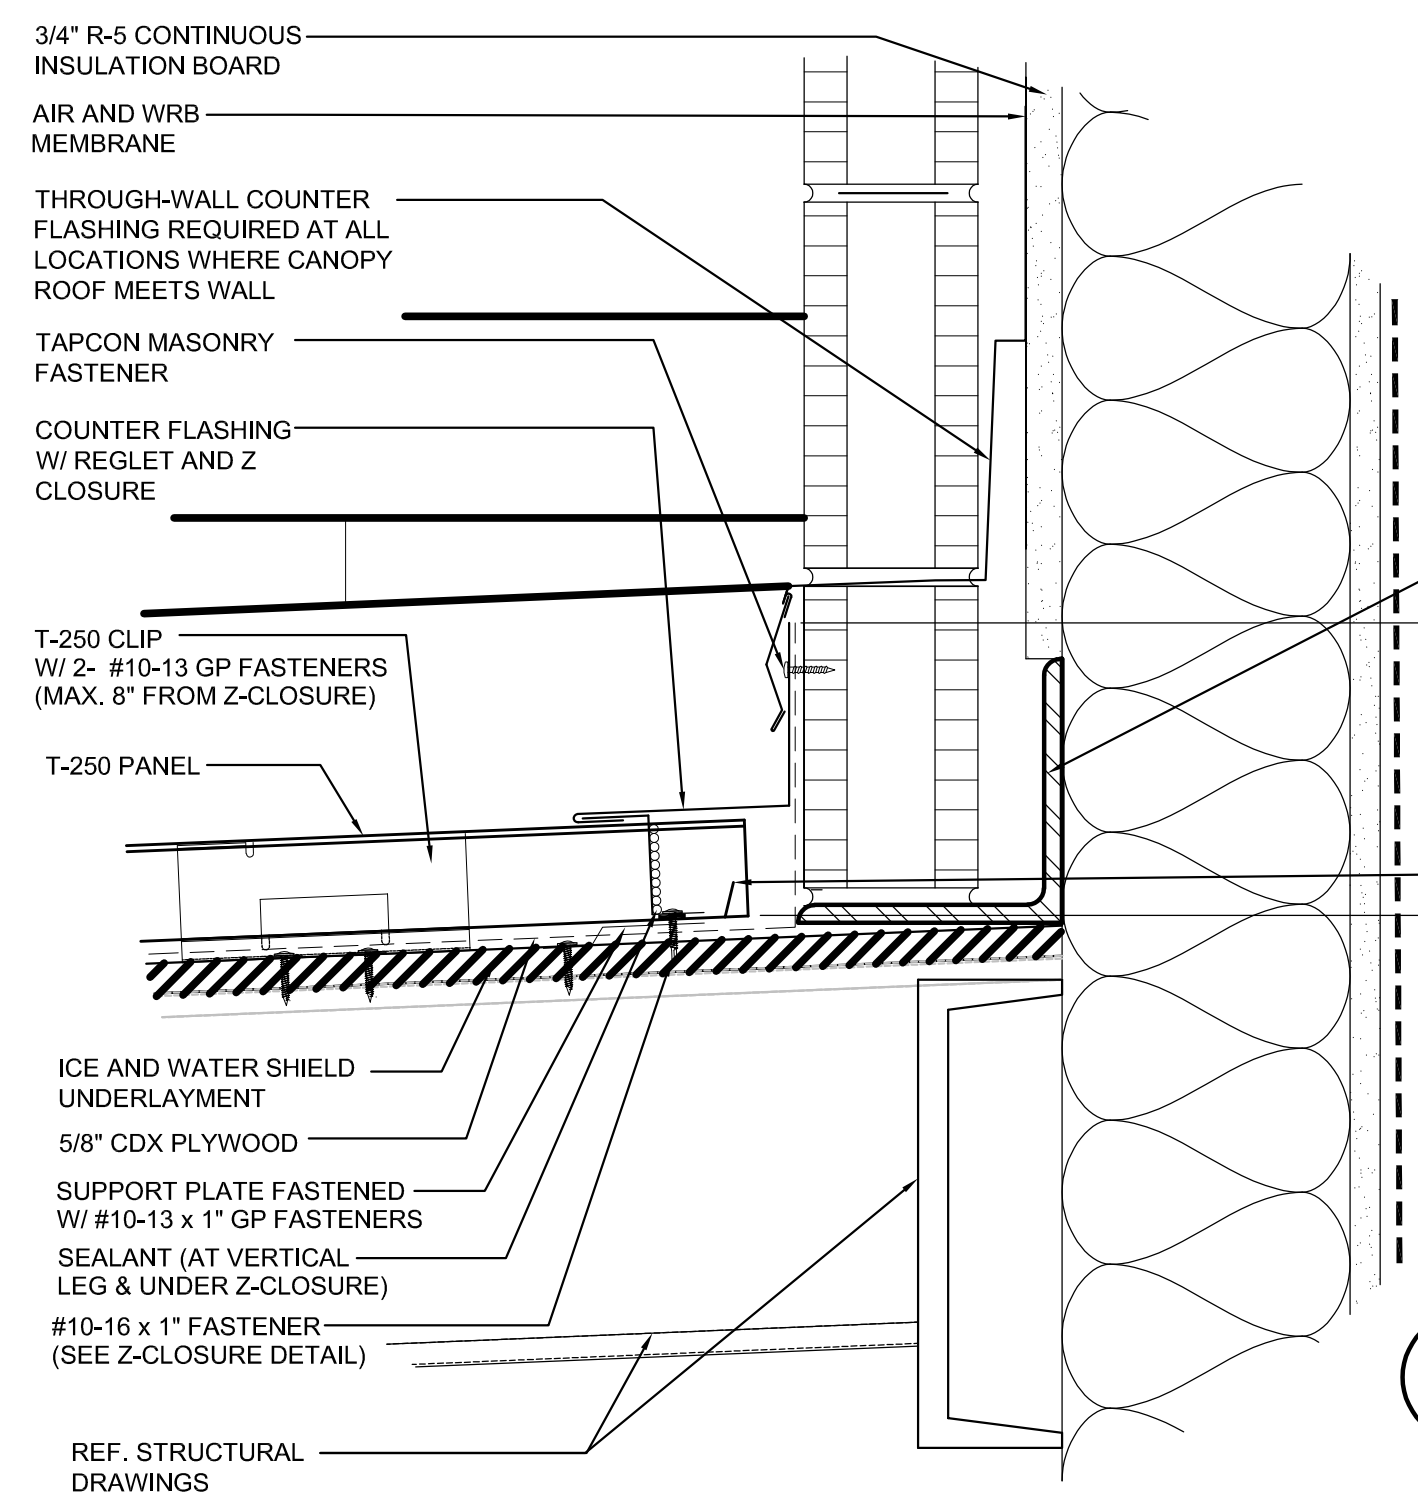 3/4" R-5 CONTINUOUS
INSULATION BOARD
AIR AND WRB
MEMBRANE
THROUGH-WALL COUNTER
FLASHING REQUIRED AT ALL
LOCATIONS WHERE CANOPY
ROOF MEETS WALL
TAPCON MASONRY
FASTENER
COUNTER FLASHING
W/ REGLET AND Z
CLOSURE
T-250 CLIP
W/ 2- #10-13 GP FASTENERS
(MAX. 8" FROM Z-CLOSURE)
T-250 PANEL
ICE AND WATER SHIELD
UNDERLAYMENT
5/8" CDX PLYWOOD
SUPPORT PLATE FASTENED
W/ #10-13 x 1" GP FASTENERS
SEALANT (AT VERTICAL
LEG & UNDER Z-CLOSURE)
#10-16 x 1" FASTENER
(SEE Z-CLOSURE DETAIL)
REF. STRUCTURAL
DRAWINGS